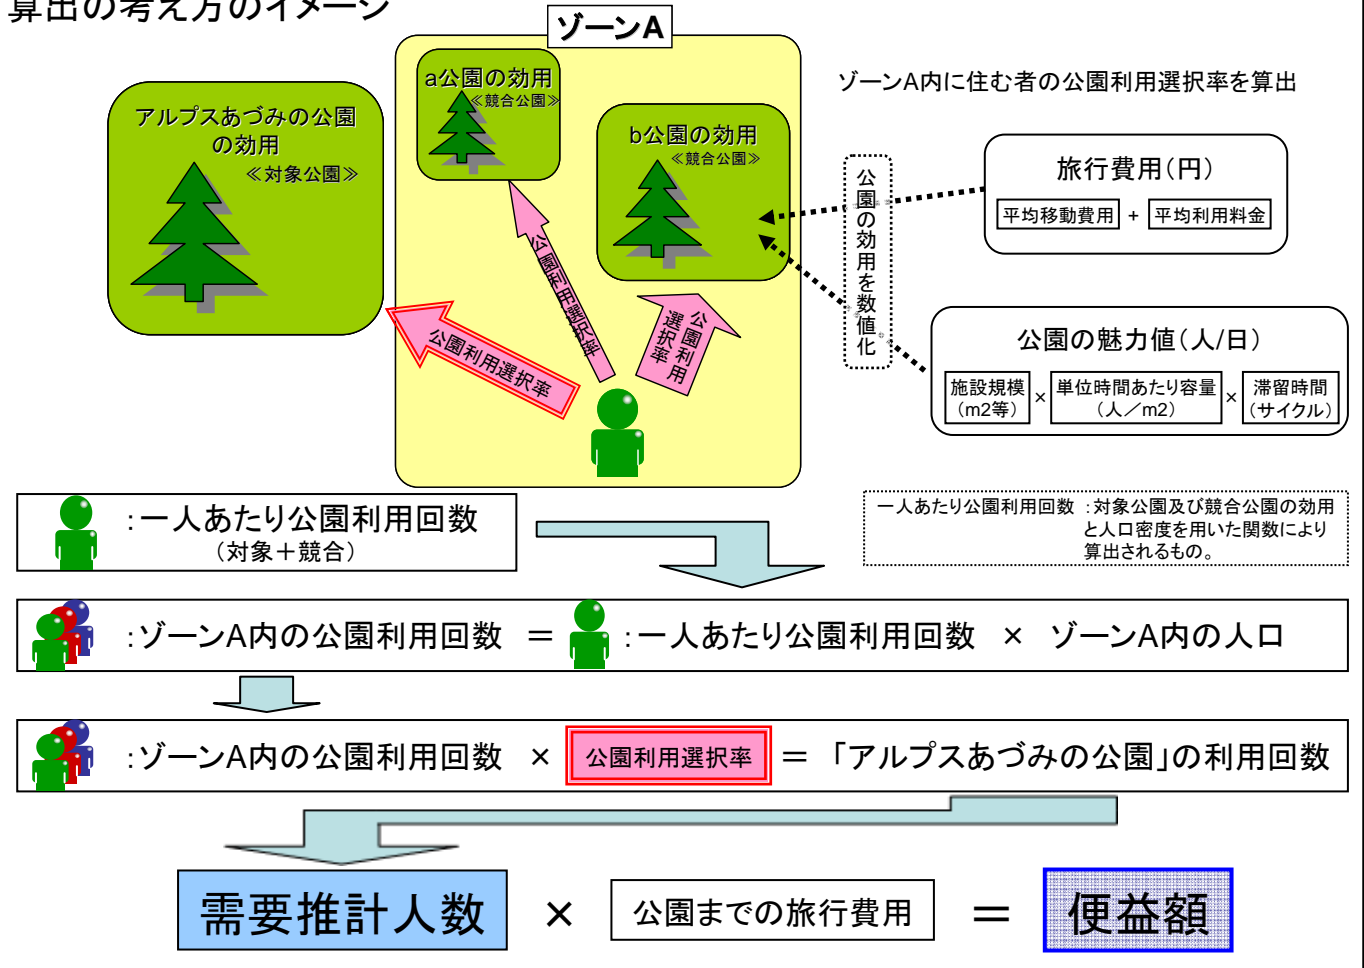 算出の考え方のイメージ
ゾーンA
アルプスあづみの公園
の効用
≪対象公園≫
a公園の効用
≪競合公園≫
b公園の効用
≪競合公園≫
公園利用選択率
公園利用選択率
公園利用
選択率
ゾーンA内に住む者の公園利用選択率を算出
公園の効用を数値化
旅行費用(円)
平均移動費用 + 平均利用料金
公園の魅力値(人/日)
施設規模
(m2等)
×
単位時間あたり容量
(人／m2)
×
滞留時間
(サイクル)
:一人あたり公園利用回数
(対象＋競合)
一人あたり公園利用回数 :対象公園及び競合公園の効用
と人口密度を用いた関数により
算出されるもの。
:ゾーンA内の公園利用回数 ＝ :一人あたり公園利用回数 × ゾーンA内の人口
:ゾーンA内の公園利用回数 × 公園利用選択率 ＝ 「アルプスあづみの公園」の利用回数
需要推計人数 × 公園までの旅行費用 ＝ 便益額